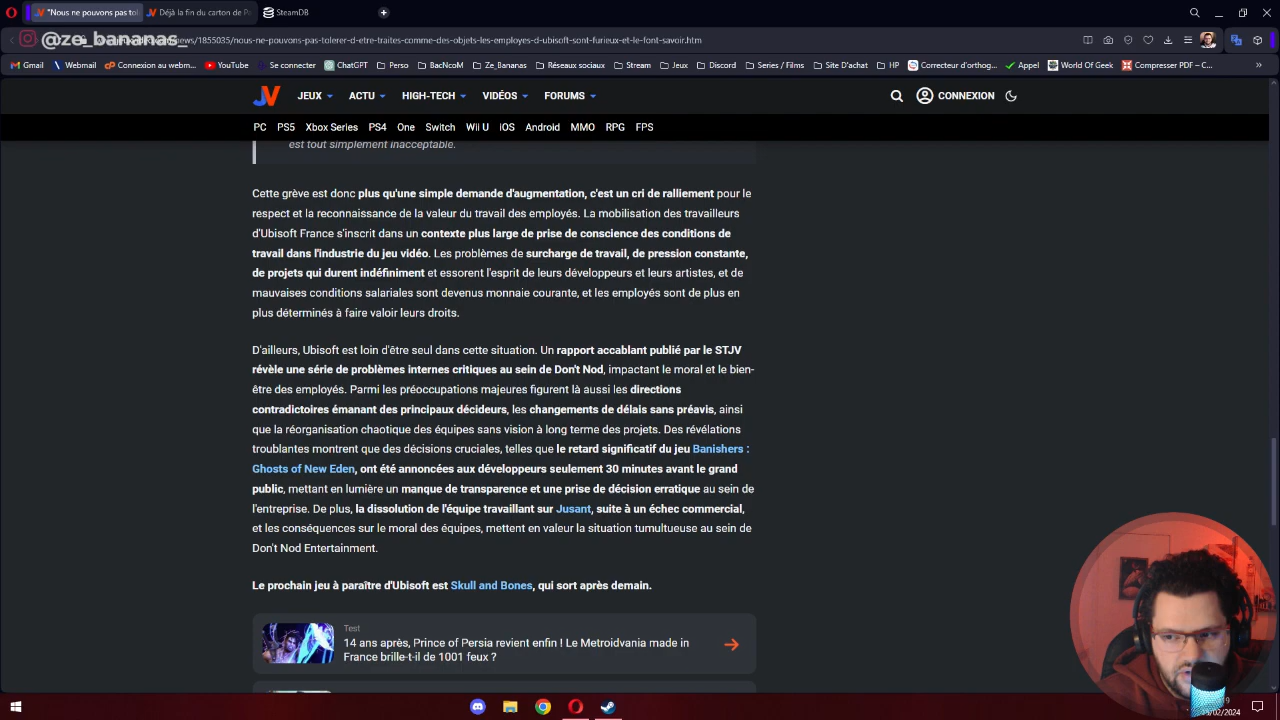 "Nous ne pouvons pas tol
Déjà la fin du carton de Pa
SteamDB
@ze_bananas_
news/1855035/nous-ne-pouvons-pas-tolerer-d-etre-traites-comme-des-objets-les-employes-d-ubisoft-sont-furieux-et-le-font-savoir.htm
Gmail Webmail Connexion au webm... YouTube Se connecter ChatGPT Perso BacNcoM Ze_Bananas Réseaux sociaux Stream Jeux Discord Series / Films Site D'achat HP Correcteur d'orthog... Appel World Of Geek Compresser PDF – C... »
JV JEUX ACTU HIGH-TECH VIDÉOS FORUMS CONNEXION
PC PS5 Xbox Series PS4 One Switch Wii U iOS Android MMO RPG FPS
est tout simplement inacceptable.
Cette grève est donc plus qu'une simple demande d'augmentation, c'est un cri de ralliement pour le
respect et la reconnaissance de la valeur du travail des employés. La mobilisation des travailleurs
d'Ubisoft France s'inscrit dans un contexte plus large de prise de conscience des conditions de
travail dans l'industrie du jeu vidéo. Les problèmes de surcharge de travail, de pression constante,
de projets qui durent indéfiniment et essorent l'esprit de leurs développeurs et leurs artistes, et de
mauvaises conditions salariales sont devenus monnaie courante, et les employés sont de plus en
plus déterminés à faire valoir leurs droits.
D'ailleurs, Ubisoft est loin d'être seul dans cette situation. Un rapport accablant publié par le STJV
révèle une série de problèmes internes critiques au sein de Don't Nod, impactant le moral et le bien-
être des employés. Parmi les préoccupations majeures figurent là aussi les directions
contradictoires émanant des principaux décideurs, les changements de délais sans préavis, ainsi
que la réorganisation chaotique des équipes sans vision à long terme des projets. Des révélations
troublantes montrent que des décisions cruciales, telles que le retard significatif du jeu Banishers :
Ghosts of New Eden, ont été annoncées aux développeurs seulement 30 minutes avant le grand
public, mettant en lumière un manque de transparence et une prise de décision erratique au sein de
l'entreprise. De plus, la dissolution de l'équipe travaillant sur Jusant, suite à un échec commercial,
et les conséquences sur le moral des équipes, mettent en valeur la situation tumultueuse au sein de
Don't Nod Entertainment.
Le prochain jeu à paraître d'Ubisoft est Skull and Bones, qui sort après demain.
Test
14 ans après, Prince of Persia revient enfin ! Le Metroidvania made in
France brille-t-il de 1001 feux ?
/02/2024